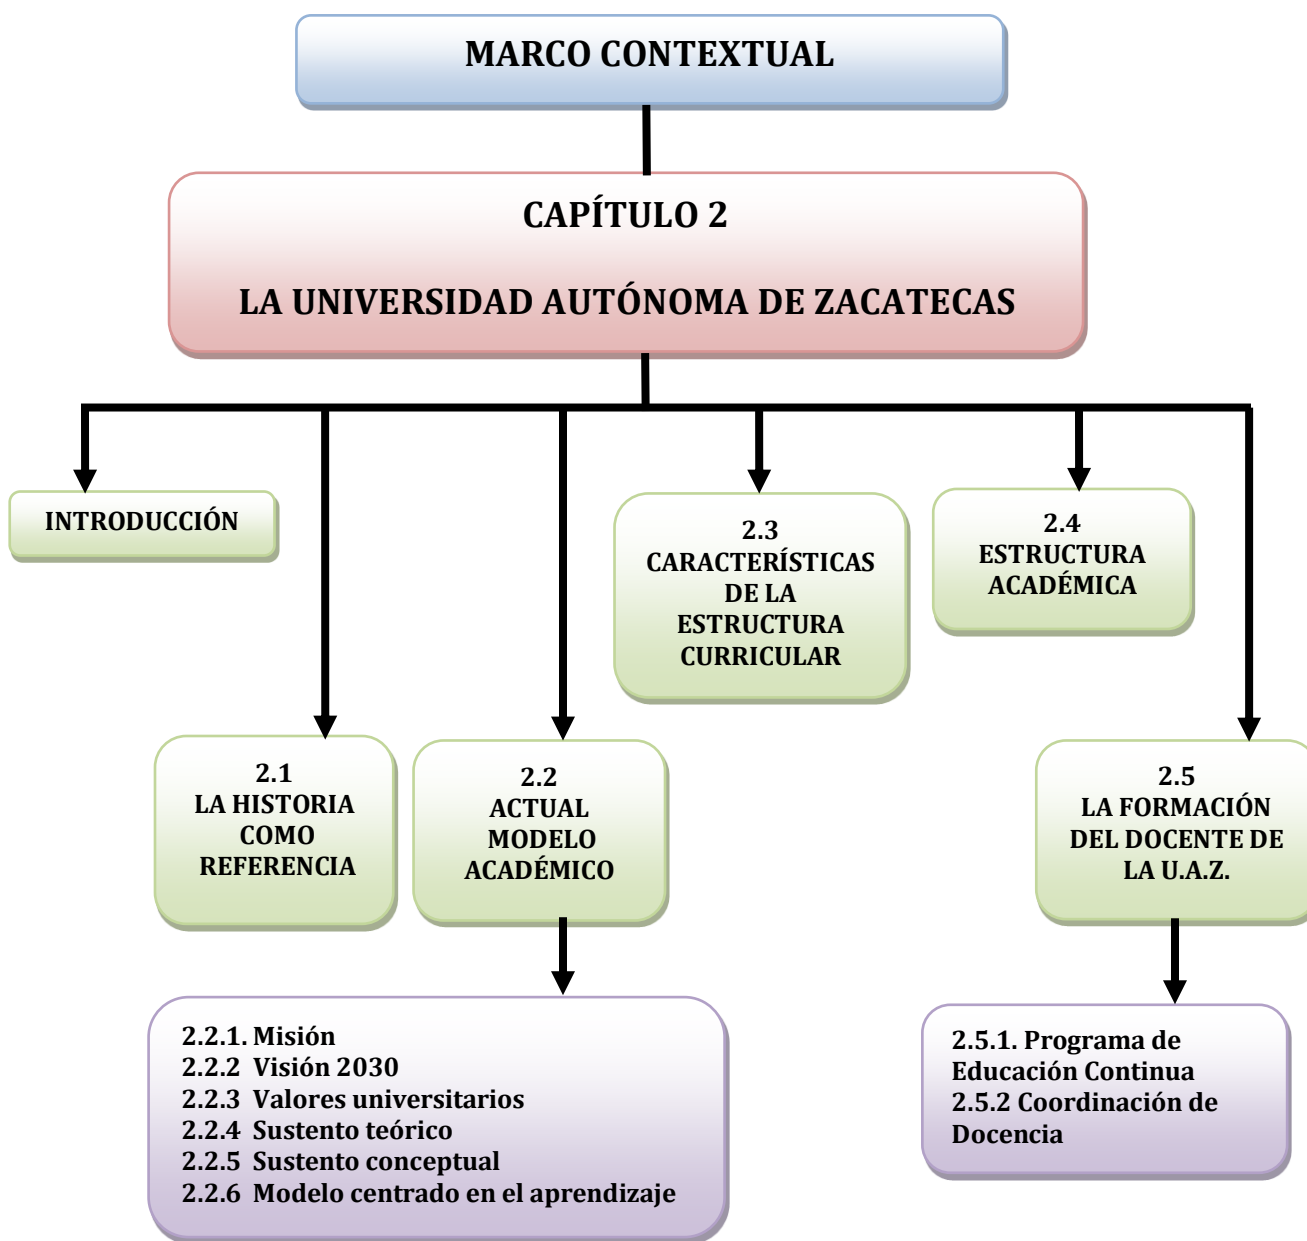 MARCO CONTEXTUAL
CAPÍTULO 2
LA UNIVERSIDAD AUTÓNOMA DE ZACATECAS
INTRODUCCIÓN
2.3
CARACTERÍSTICAS
DE LA
ESTRUCTURA
CURRICULAR
2.4
ESTRUCTURA
ACADÉMICA
2.1
LA HISTORIA
COMO
REFERENCIA
2.2
ACTUAL
MODELO
ACADÉMICO
2.5
LA FORMACIÓN
DEL DOCENTE DE
LA U.A.Z.
2.2.1. Misión
2.2.2 Visión 2030
2.2.3 Valores universitarios
2.2.4 Sustento teórico
2.2.5 Sustento conceptual
2.2.6 Modelo centrado en el aprendizaje
2.5.1. Programa de
Educación Continua
2.5.2 Coordinación de
Docencia